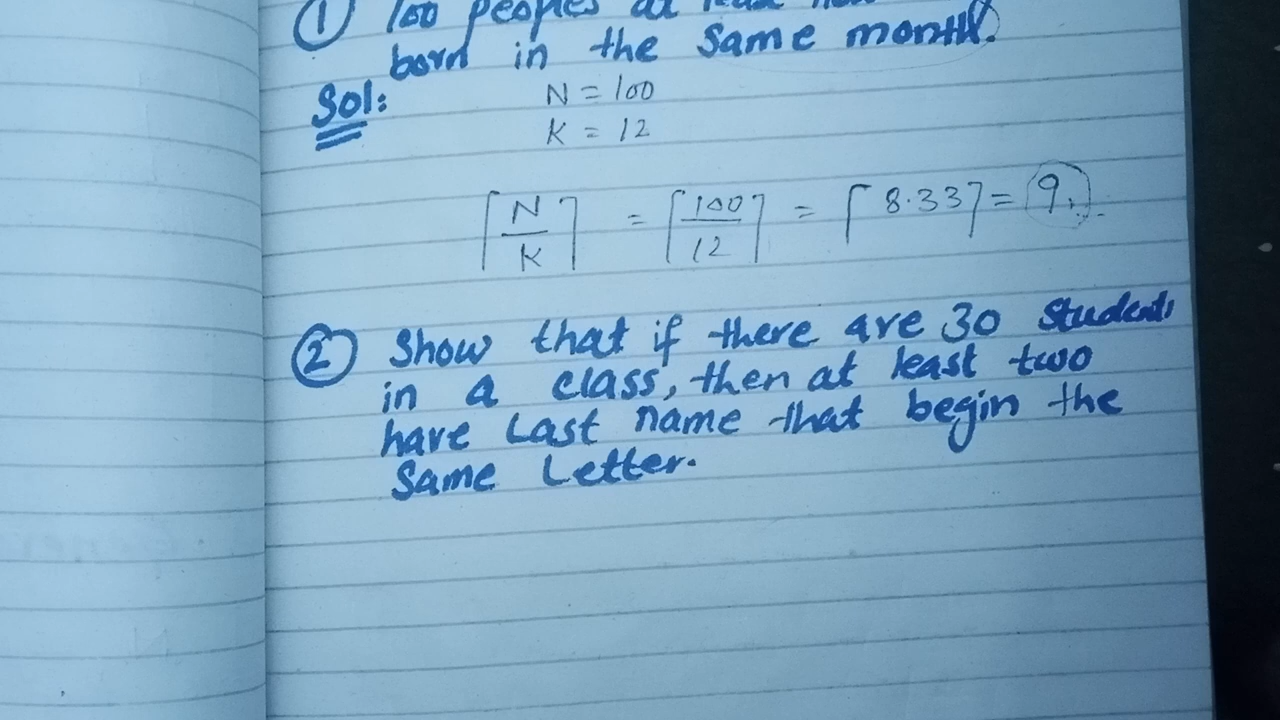 ① 100 peoples at least
born in the same month.
Sol:
N = 100
K = 12
⌈N/K⌉ = ⌈100/12⌉ = ⌈8.33⌉ = 9.
② Show that if there are 30 students
in a class, then at least two
have Last name that begin the
Same Letter.